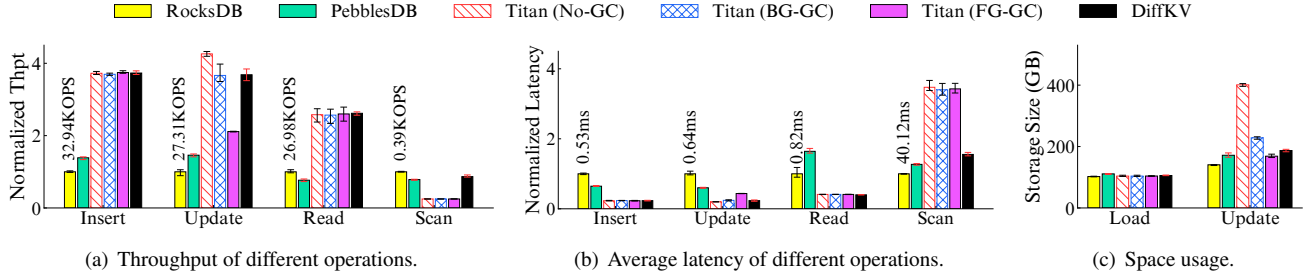 RocksDB PebblesDB Titan (No-GC) Titan (BG-GC) Titan (FG-GC) DiffKV
Normalized Thpt
4
2
0
32.94KOPS
27.31KOPS
26.98KOPS
0.39KOPS
Insert Update Read Scan
(a) Throughput of different operations.
Normalized Latency
4
2
0
0.53ms
0.64ms
0.82ms
40.12ms
Insert Update Read Scan
(b) Average latency of different operations.
Storage Size (GB)
400
200
0
Load Update
(c) Space usage.